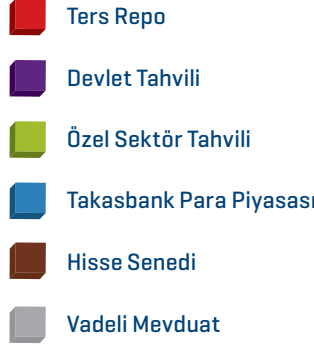 Ters Repo
Devlet Tahvili
Özel Sektör Tahvili
Takasbank Para Piyasası
Hisse Senedi
Vadeli Mevduat